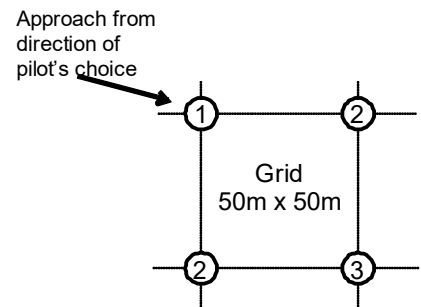 Approach from
direction of
pilot's choice
1
2
Grid
50m x 50m
2
3